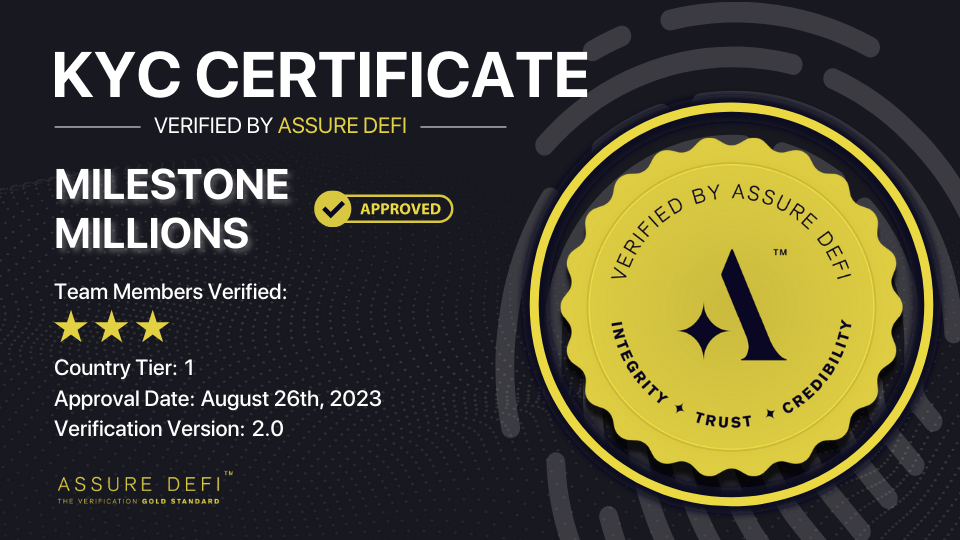 KYC CERTIFICATE
VERIFIED BY ASSURE DEFI
MILESTONE
MILLIONS
APPROVED
Team Members Verified:
Country Tier: 1
Approval Date: August 26th, 2023
Verification Version: 2.0
ASSURE DEFI™
THE VERIFICATION GOLD STANDARD
VERIFIED BY ASSURE DEFI
™
INTEGRITY ✦ TRUST ✦ CREDIBILITY